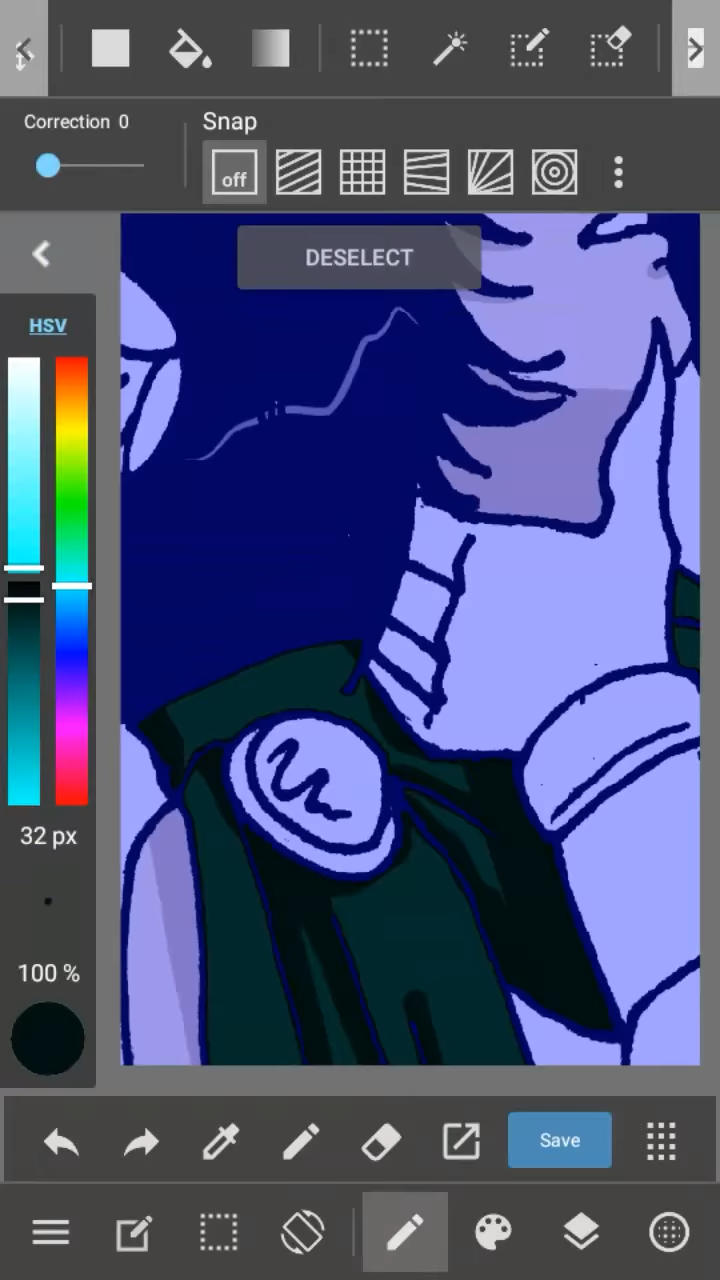 Correction 0
Snap
off
DESELECT
HSV
32 px
100 %
Save